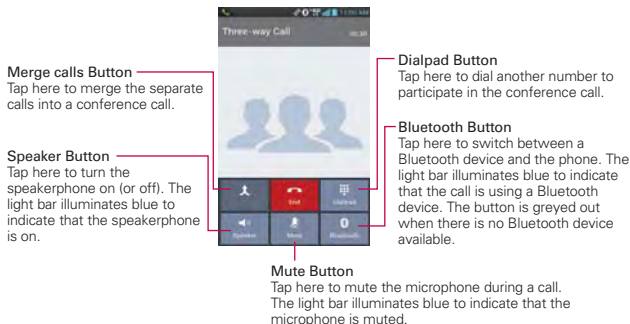 11:00 AM
Three-way Call
00:30
Merge calls Button
Tap here to merge the separate
calls into a conference call.
Speaker Button
Tap here to turn the
speakerphone on (or off). The
light bar illuminates blue to
indicate that the speakerphone
is on.
Dialpad Button
Tap here to dial another number to
participate in the conference call.
Bluetooth Button
Tap here to switch between a
Bluetooth device and the phone. The
light bar illuminates blue to indicate
that the call is using a Bluetooth
device. The button is greyed out
when there is no Bluetooth device
available.
End
Dialpad
Speaker
Mute
Bluetooth
Mute Button
Tap here to mute the microphone during a call.
The light bar illuminates blue to indicate that the
microphone is muted.